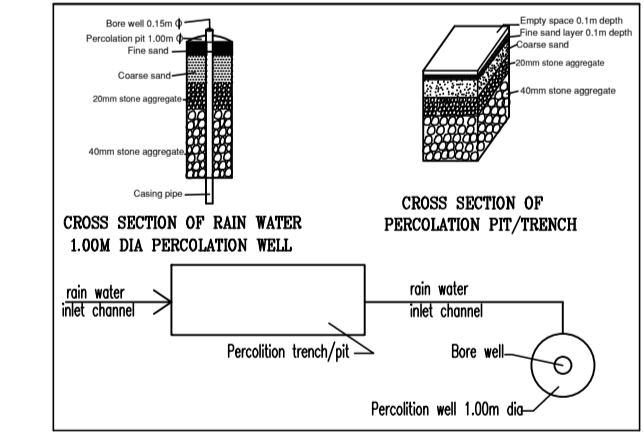 Bore well 0.15m ϕ
Percolation pit 1.00m ϕ
Fine sand
Coarse sand
20mm stone aggregate
40mm stone aggregate
Casing pipe
CROSS SECTION OF RAIN WATER
1.00M DIA PERCOLATION WELL
Empty space 0.1m depth
Fine sand layer 0.1m depth
Coarse sand
20mm stone aggregate
40mm stone aggregate
CROSS SECTION OF
PERCOLATION PIT/TRENCH
rain water
inlet channel
Percolition trench/pit
rain water
inlet channel
Bore well
Percolition well 1.00m dia